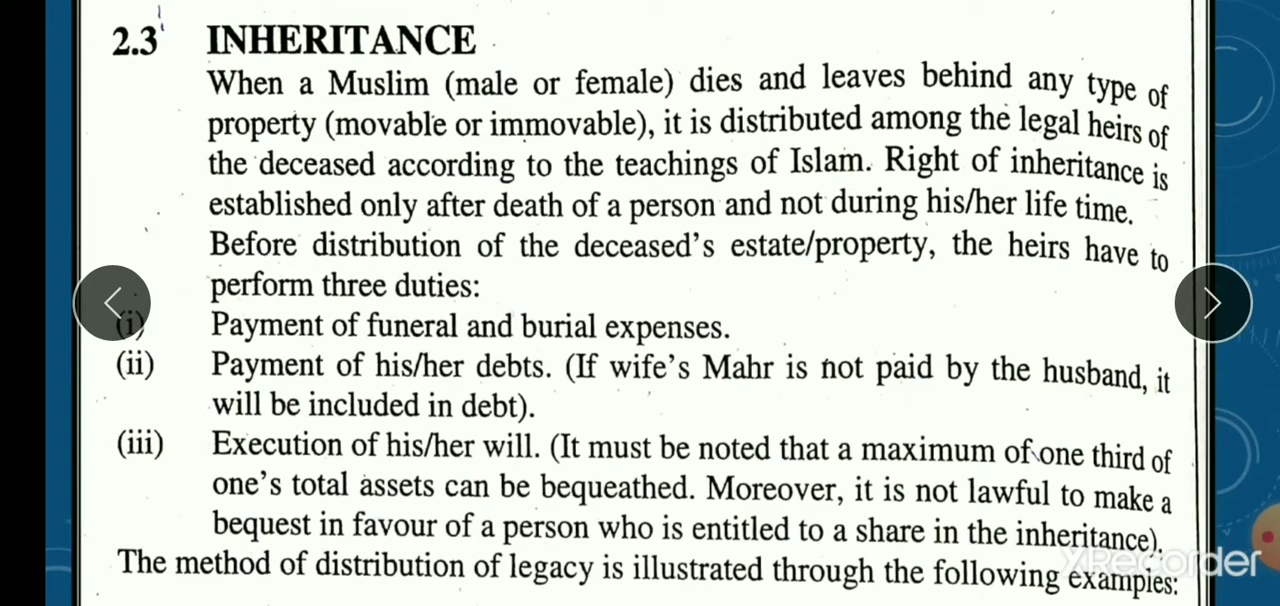 2.3 INHERITANCE
When a Muslim (male or female) dies and leaves behind any type of
property (movable or immovable), it is distributed among the legal heirs of
the deceased according to the teachings of Islam. Right of inheritance is
established only after death of a person and not during his/her life time.
Before distribution of the deceased's estate/property, the heirs have to
perform three duties:
(i) Payment of funeral and burial expenses.
(ii) Payment of his/her debts. (If wife's Mahr is not paid by the husband, it
will be included in debt).
(iii) Execution of his/her will. (It must be noted that a maximum of one third of
one's total assets can be bequeathed. Moreover, it is not lawful to make a
bequest in favour of a person who is entitled to a share in the inheritance).
The method of distribution of legacy is illustrated through the following examples:
XRecorder